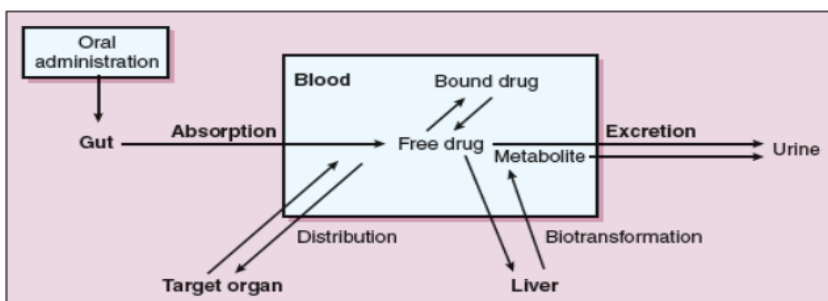 Oral
administration
Blood
Bound drug
Gut
Absorption
Free drug
Excretion
Metabolite
Urine
Distribution
Biotransformation
Target organ
Liver